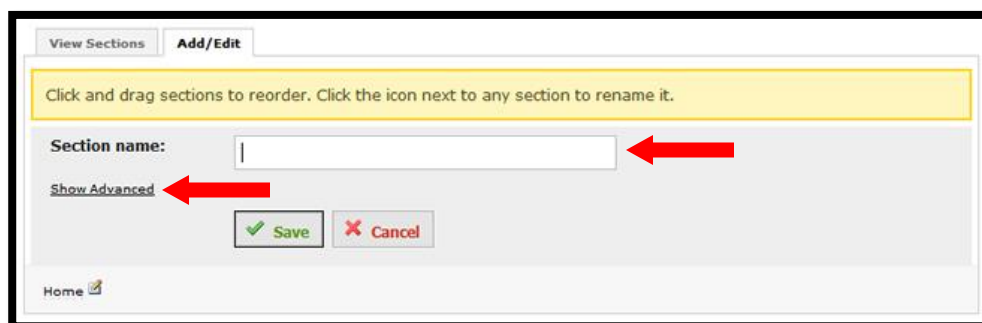 View Sections Add/Edit
Click and drag sections to reorder. Click the icon next to any section to rename it.
Section name:
Show Advanced
Save Cancel
Home